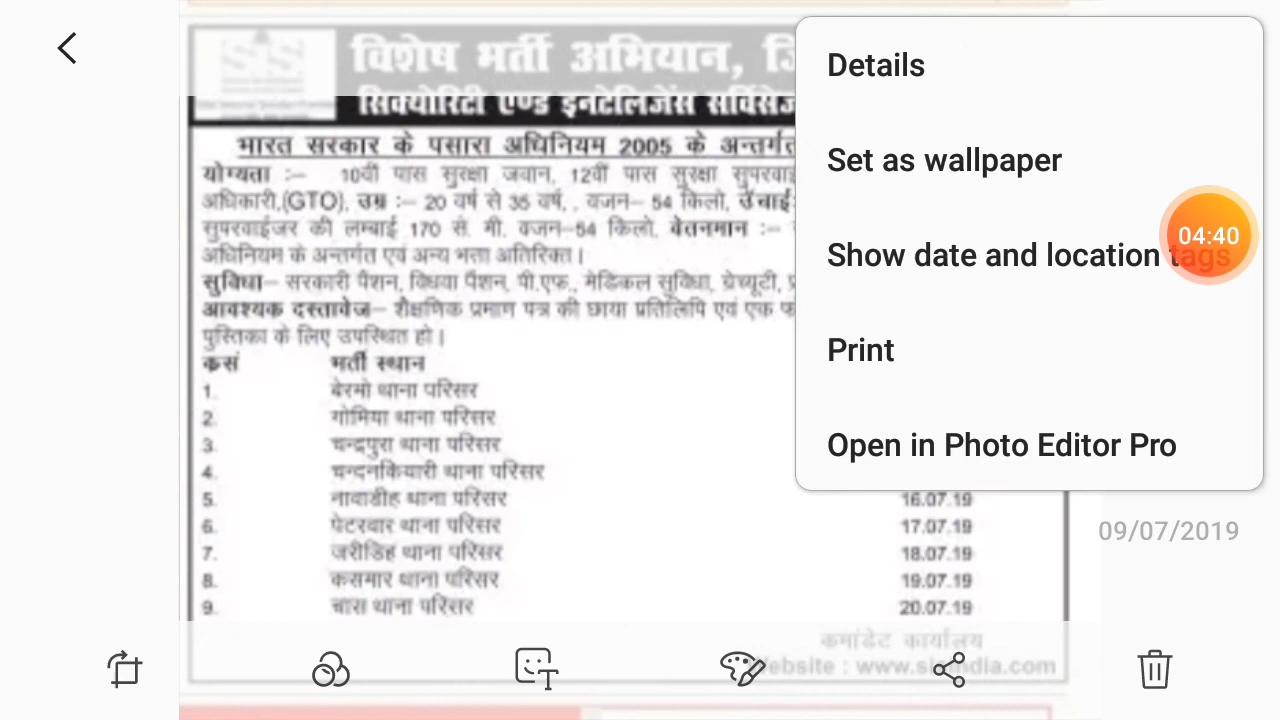 विशेष भर्ती अभियान, जि
सिक्योरिटी एण्ड इनटेलिजेंस सर्विसेज
भारत सरकार के पसारा अधिनियम 2005 के अन्तर्गत
योग्यता :– 10वीं पास सुरक्षा जवान, 12वीं पास सुरक्षा सुपरवाई
अधिकारी,(GTO), उम्र :– 20 वर्ष से 35 वर्ष, , वजन– 54 किलो, उँचाई
सुपरवाईजर की लम्बाई 170 से. मी. वजन–54 किलो, वेतनमान :–
अधिनियम के अन्तर्गत एवं अन्य भत्ता अतिरिक्त।
सुविधा– सरकारी पैंशन, विधवा पैंशन, पी.एफ., मेडिकल सुविधा, ग्रेच्यूटी,
आवश्यक दस्तावेज– शैक्षणिक प्रमाण पत्र की छाया प्रतिलिपि एवं एक फ
पुस्तिका के लिए उपस्थित हो।
कसं भर्ती स्थान
1. बेरमो थाना परिसर
2. गोमिया थाना परिसर
3. चन्द्रपुरा थाना परिसर
4. चन्दनकियारी थाना परिसर
5. नावाडीह थाना परिसर 16.07.19
6. पेटरवार थाना परिसर 17.07.19
7. जरीडिह थाना परिसर 18.07.19
8. कसमार थाना परिसर 19.07.19
9. चास थाना परिसर 20.07.19
कमांडेट कार्यालय
Website : www.sisindia.com
Details
Set as wallpaper
Show date and location tags
04:40
Print
Open in Photo Editor Pro
09/07/2019